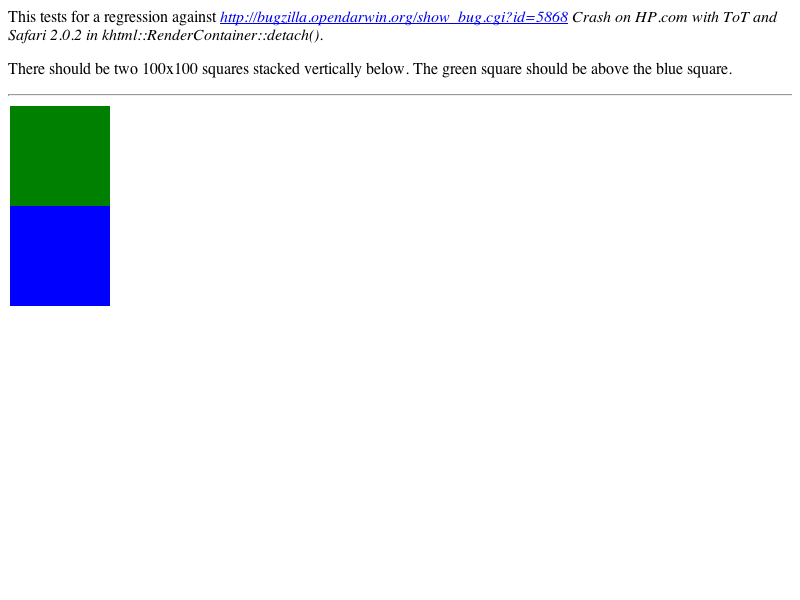 This tests for a regression against http://bugzilla.opendarwin.org/show_bug.cgi?id=5868 Crash on HP.com with ToT and
Safari 2.0.2 in khtml::RenderContainer::detach().
There should be two 100x100 squares stacked vertically below. The green square should be above the blue square.